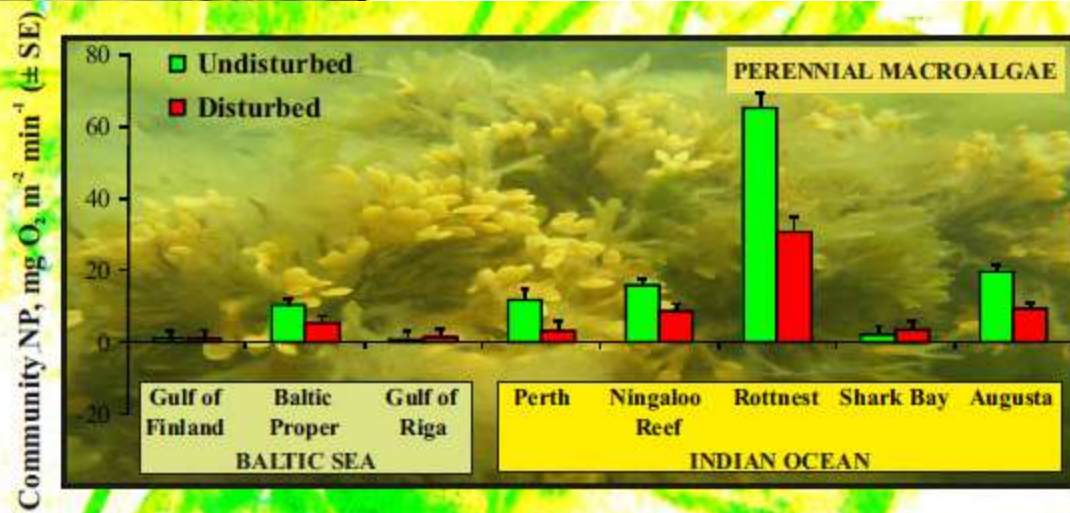 Community NP, mg O₂ m⁻² min⁻¹ (± SE)
80
60
40
20
0
-20
Undisturbed
Disturbed
PERENNIAL MACROALGAE
Gulf of
Finland
Baltic
Proper
Gulf of
Riga
BALTIC SEA
Perth
Ningaloo
Reef
Rottnest
Shark Bay
Augusta
INDIAN OCEAN